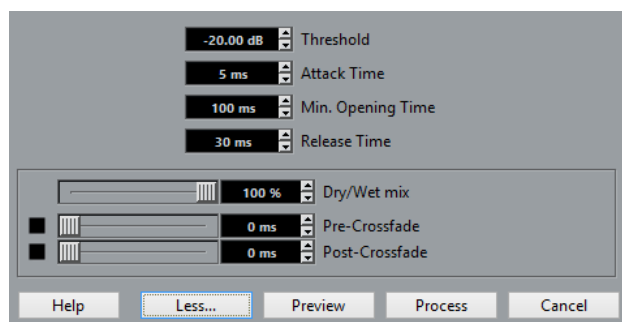 -20.00 dB Threshold
5 ms Attack Time
100 ms Min. Opening Time
30 ms Release Time
100 % Dry/Wet mix
0 ms Pre-Crossfade
0 ms Post-Crossfade
Help Less... Preview Process Cancel